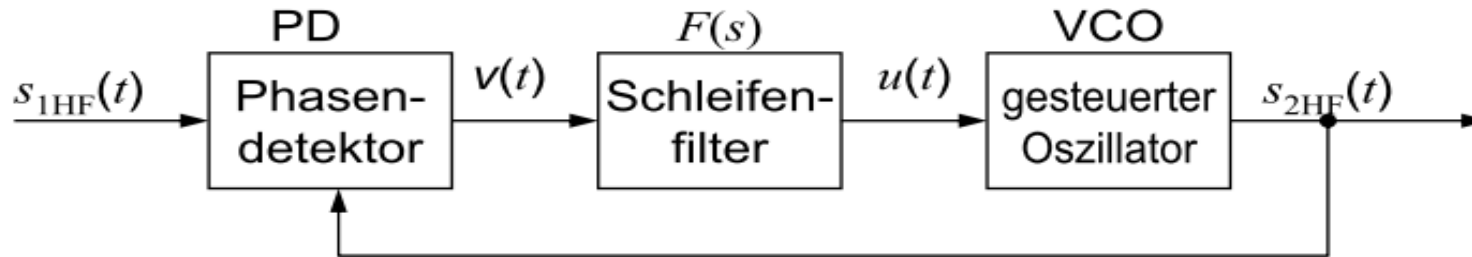 PD
F(s)
VCO
s1HF(t)
Phasen-
detektor
v(t)
Schleifen-
filter
u(t)
gesteuerter
Oszillator
s2HF(t)